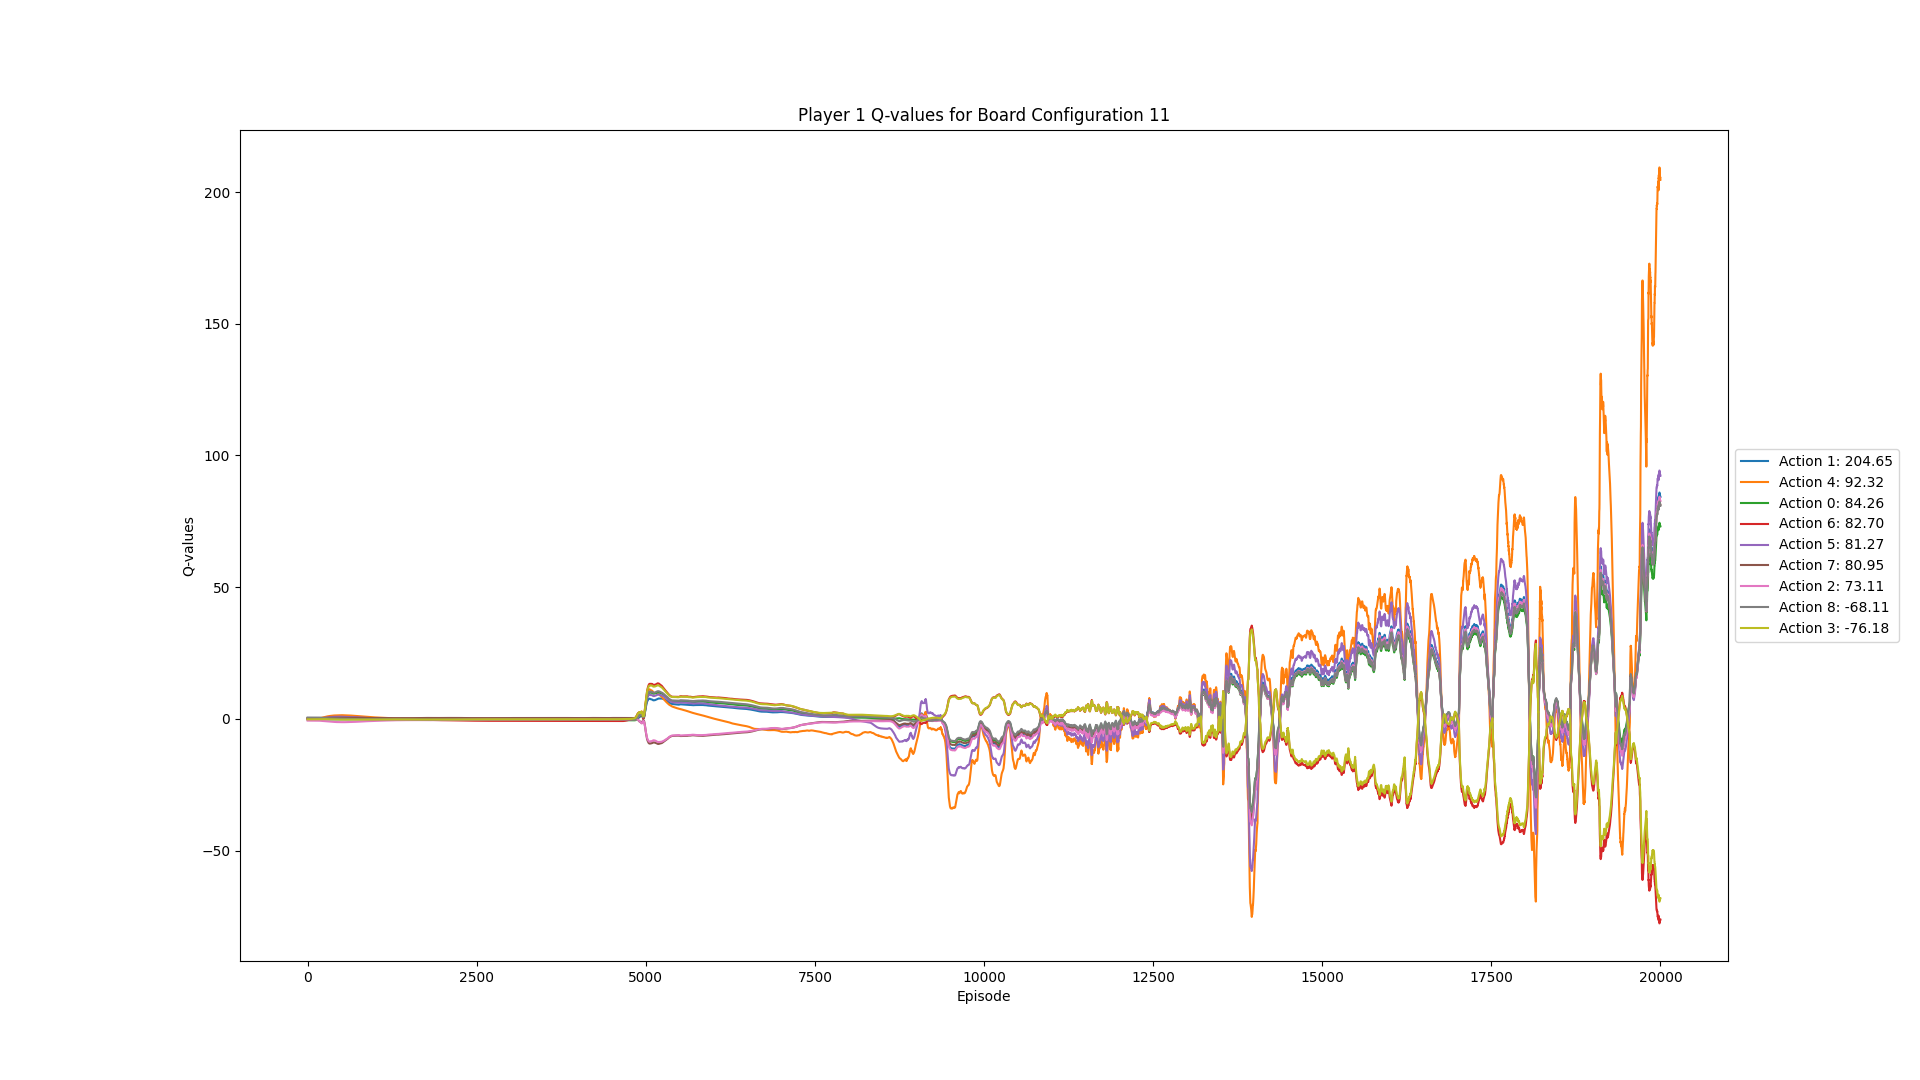 Player 1 Q-values for Board Configuration 11
200
150
100
50
0
−50
Q-values
0
2500
5000
7500
10000
12500
15000
17500
20000
Episode
Action 1: 204.65
Action 4: 92.32
Action 0: 84.26
Action 6: 82.70
Action 5: 81.27
Action 7: 80.95
Action 2: 73.11
Action 8: -68.11
Action 3: -76.18